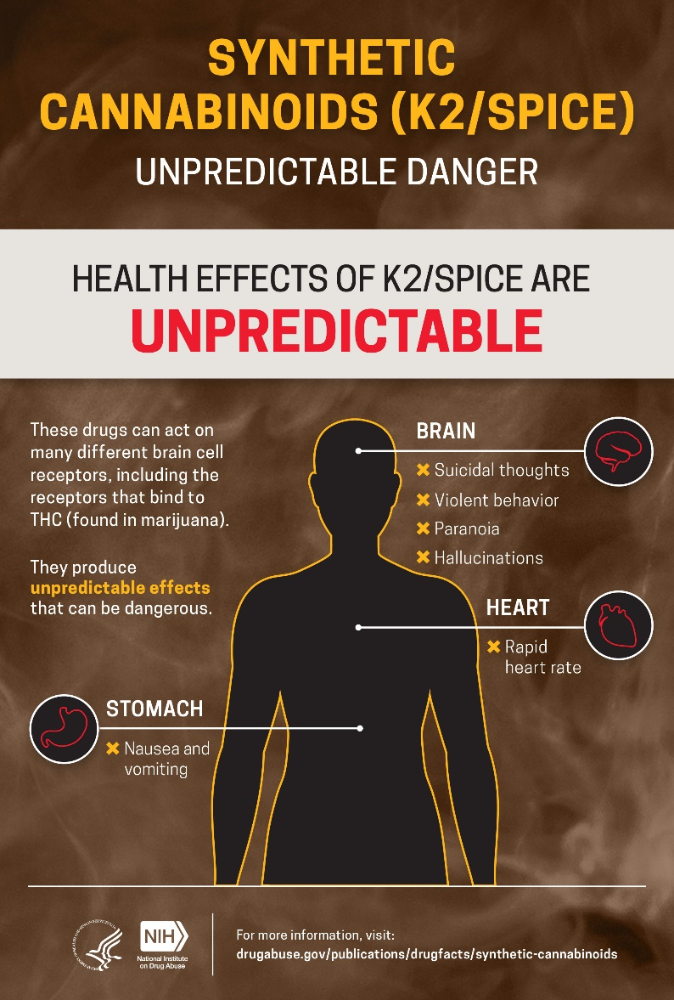 SYNTHETIC
CANNABINOIDS (K2/SPICE)
UNPREDICTABLE DANGER
HEALTH EFFECTS OF K2/SPICE ARE
UNPREDICTABLE
These drugs can act on
many different brain cell
receptors, including the
receptors that bind to
THC (found in marijuana).
They produce
unpredictable effects
that can be dangerous.
BRAIN
Suicidal thoughts
Violent behavior
Paranoia
Hallucinations
HEART
Rapid
heart rate
STOMACH
Nausea and
vomiting
NIH
National Institute
on Drug Abuse
For more information, visit:
drugabuse.gov/publications/drugfacts/synthetic-cannabinoids